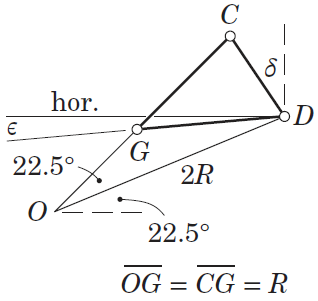 C
δ
hor.
ϵ
D
G
22.5°
2R
O
22.5°
OG = CG = R